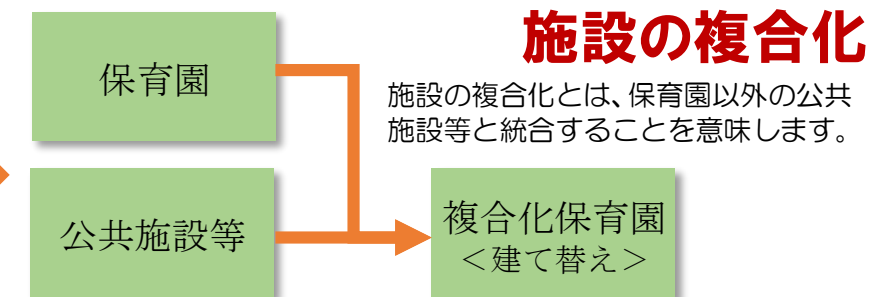 施設の複合化
保育園
施設の複合化とは、保育園以外の公共
施設等と統合することを意味します。
公共施設等
複合化保育園
＜建て替え＞